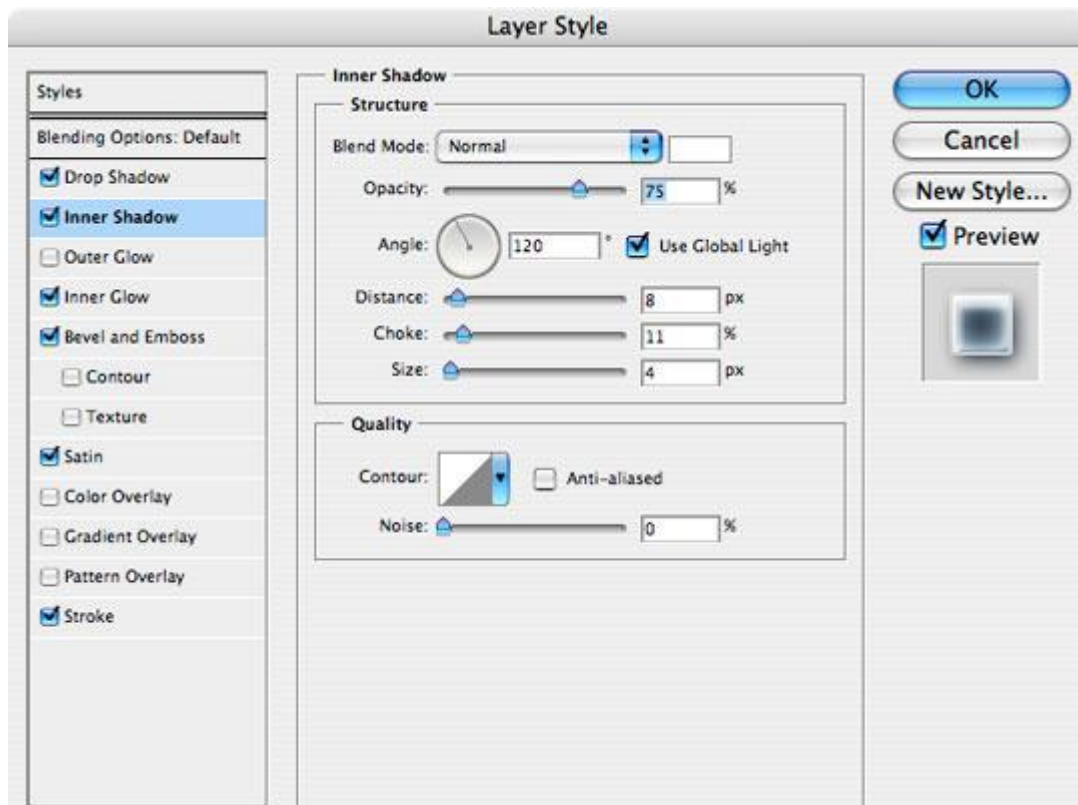 Layer Style
Styles
Blending Options: Default
Drop Shadow
Inner Shadow
Outer Glow
Inner Glow
Bevel and Emboss
Contour
Texture
Satin
Color Overlay
Gradient Overlay
Pattern Overlay
Stroke
Inner Shadow
Structure
Blend Mode: Normal
Opacity: 75 %
Angle: 120 ° Use Global Light
Distance: 8 px
Choke: 11 %
Size: 4 px
Quality
Contour: Anti-aliased
Noise: 0 %
OK
Cancel
New Style...
Preview